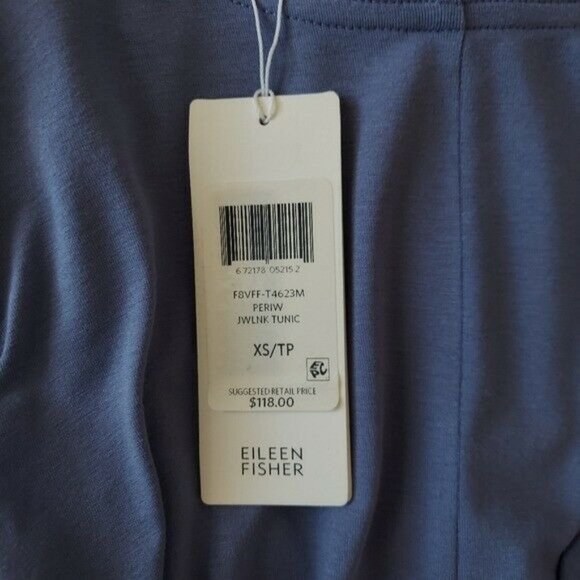 6 72178 05215 2
F8VFF-T4623M
PERIW
JWLNK TUNIC
XS/TP
SUGGESTED RETAIL PRICE
$118.00
EILEEN
FISHER